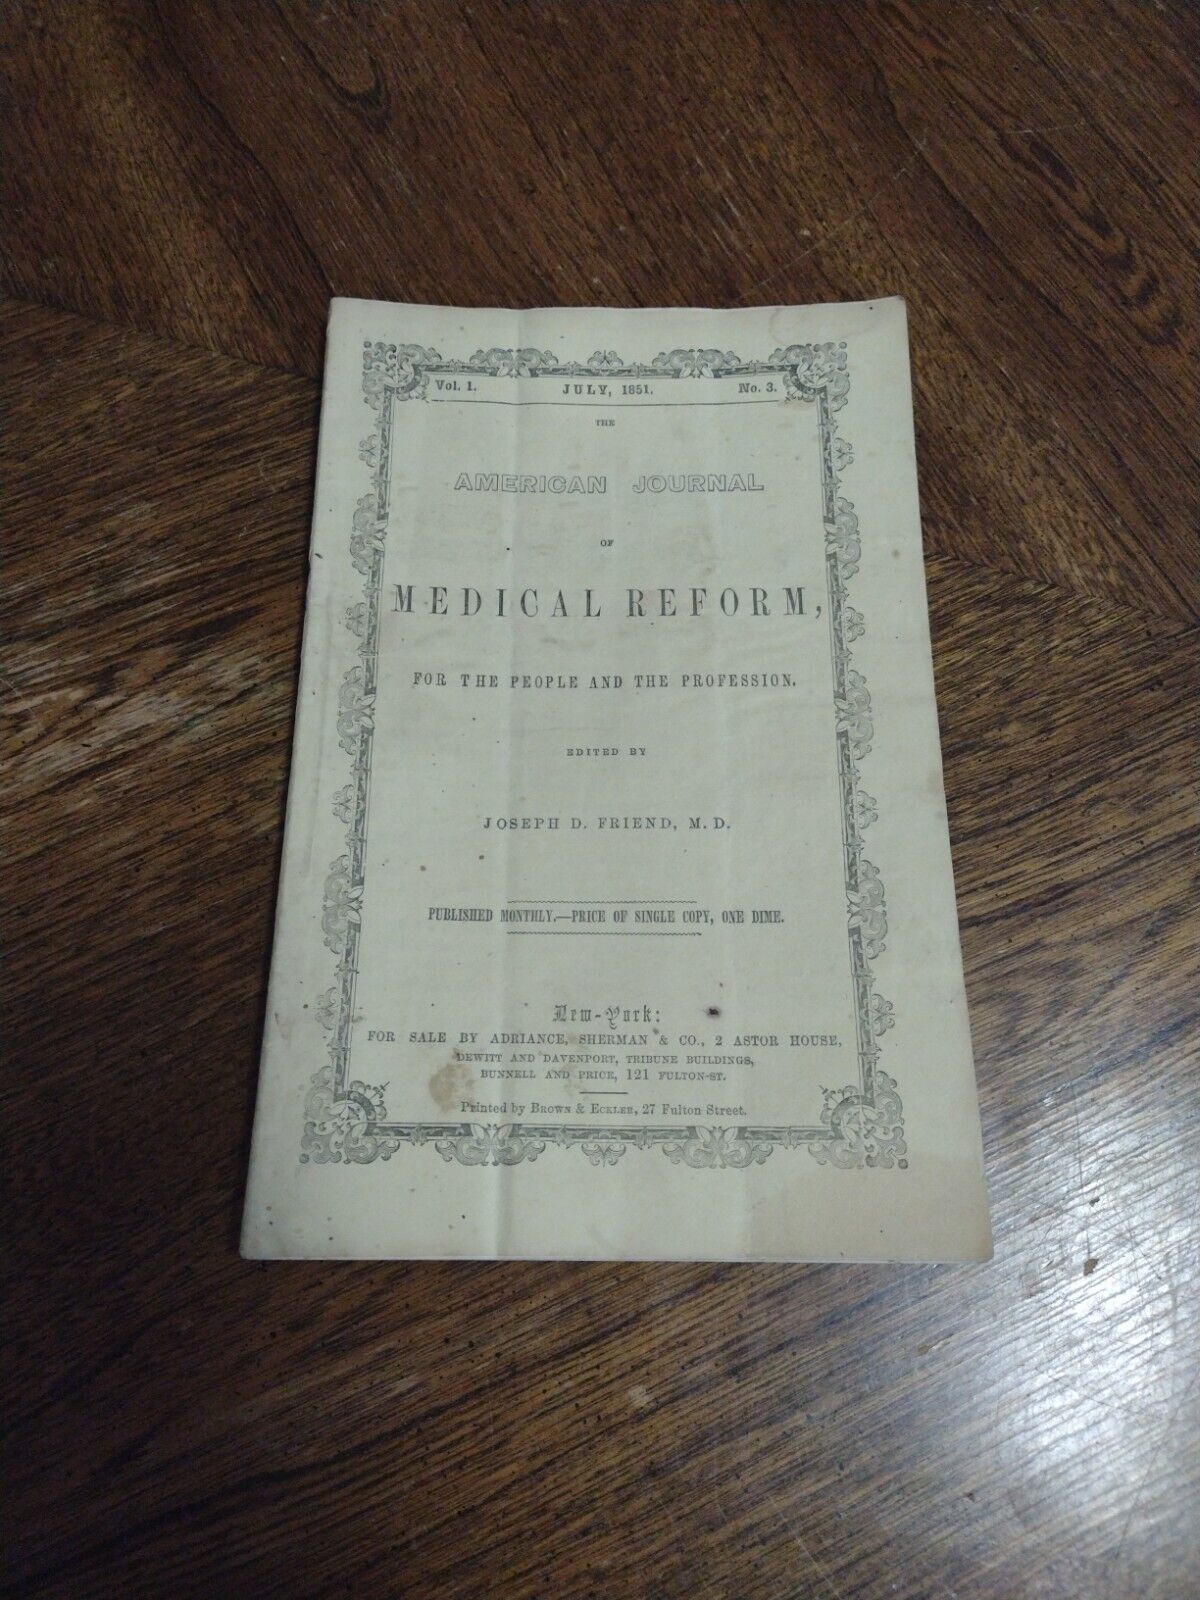 Vol. 1. JULY, 1851. No. 3.
THE
AMERICAN JOURNAL
OF
MEDICAL REFORM,
FOR THE PEOPLE AND THE PROFESSION.
EDITED BY
JOSEPH D. FRIEND, M. D.
PUBLISHED MONTHLY.—PRICE OF SINGLE COPY, ONE DIME.
New-York:
FOR SALE BY ADRIANCE, SHERMAN & CO., 2 ASTOR HOUSE,
DEWITT AND DAVENPORT, TRIBUNE BUILDINGS,
BUNNELL AND PRICE, 121 FULTON-ST.
Printed by BROWN & ECKLER, 27 Fulton Street.